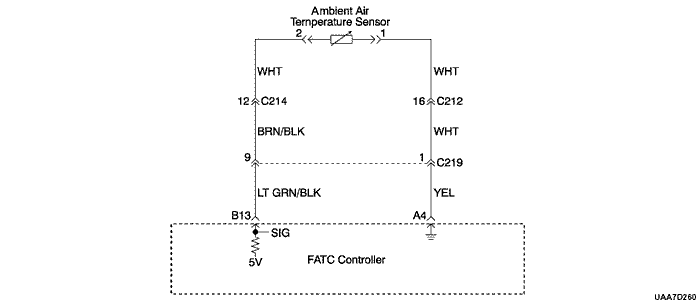 Ambient Air
Temperature Sensor
2 1
WHT WHT
12 C214 16 C212
BRN/BLK WHT
9 1 C219
LT GRN/BLK YEL
B13 A4
SIG
5V FATC Controller
UAA7D260